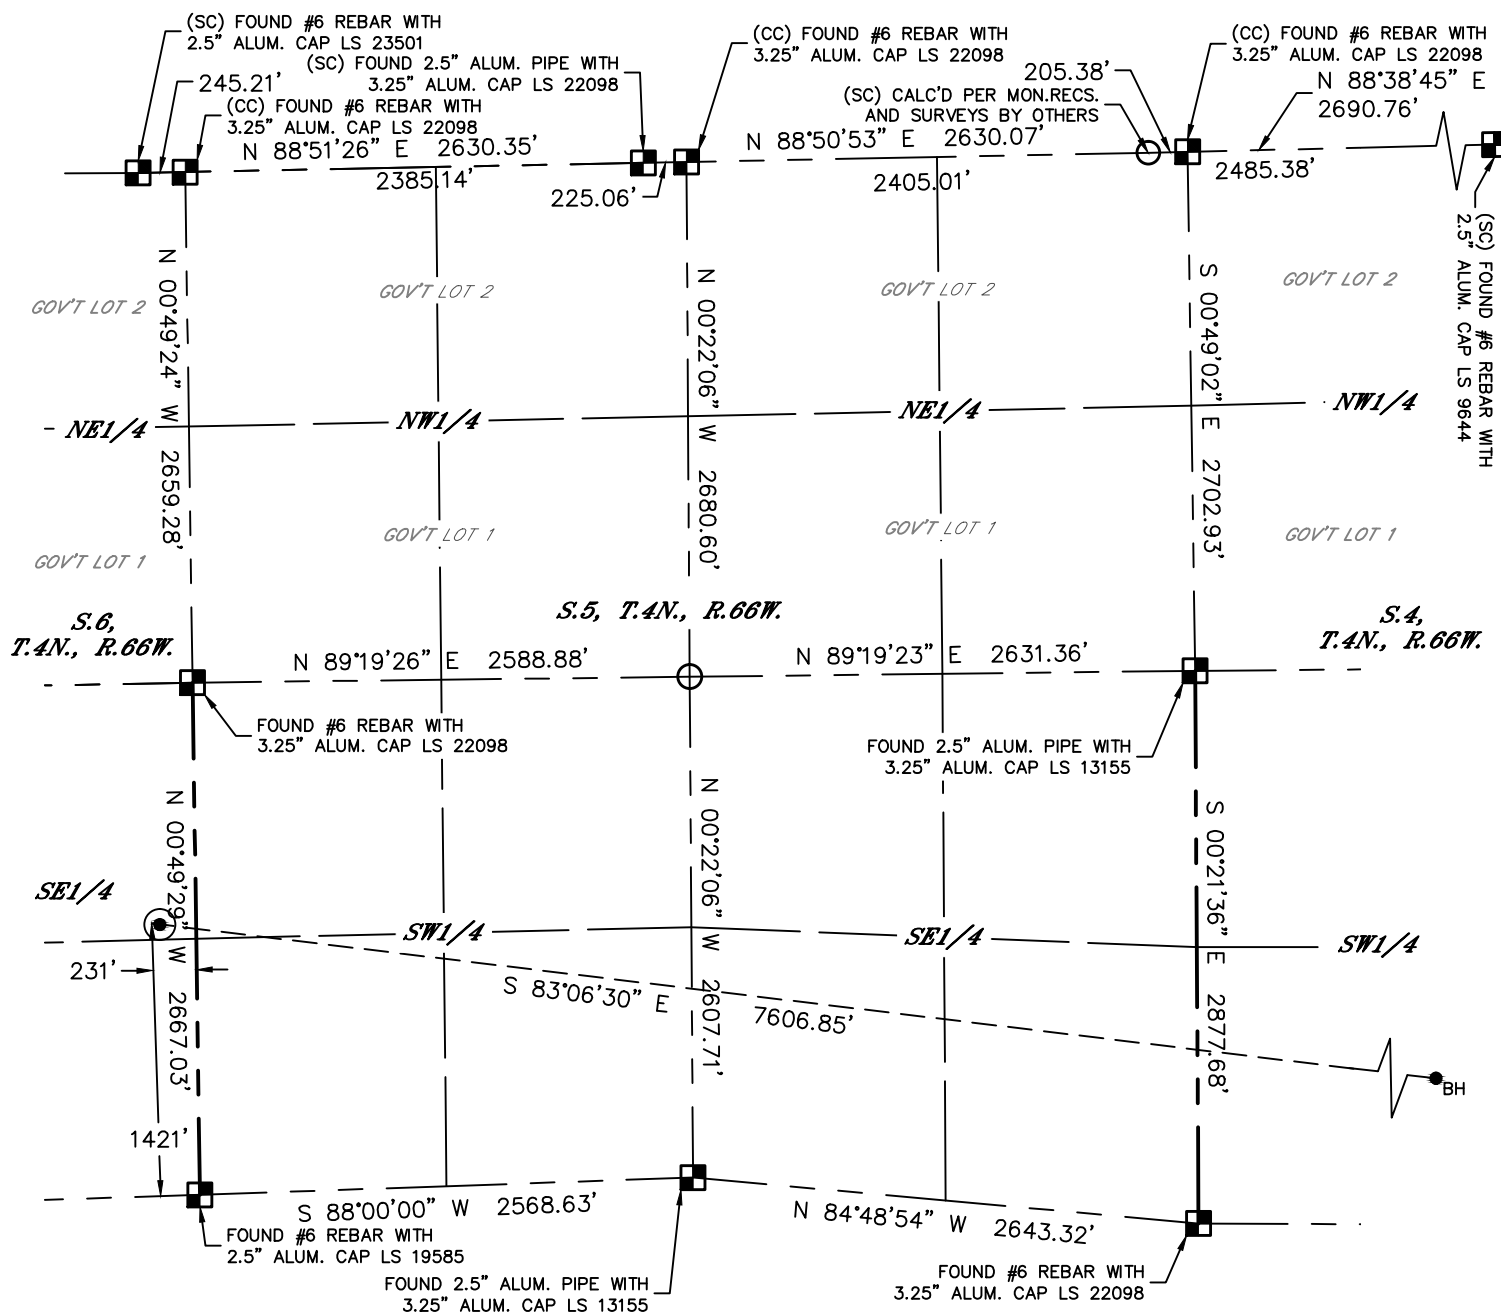 (SC) FOUND #6 REBAR WITH
2.5" ALUM. CAP LS 23501
(SC) FOUND 2.5" ALUM. PIPE WITH
3.25" ALUM. CAP LS 22098
245.21'
(CC) FOUND #6 REBAR WITH
3.25" ALUM. CAP LS 22098
N 88°51'26" E 2630.35'
2385.14'
225.06'
(CC) FOUND #6 REBAR WITH
3.25" ALUM. CAP LS 22098
205.38'
(SC) CALC'D PER MON.RECS.
AND SURVEYS BY OTHERS
N 88°50'53" E 2630.07'
2405.01'
(CC) FOUND #6 REBAR WITH
3.25" ALUM. CAP LS 22098
N 88°38'45" E
2690.76'
2485.38'
(SC) FOUND #6 REBAR WITH
2.5" ALUM. CAP LS 9644
GOV'T LOT 2
GOV'T LOT 2
GOV'T LOT 2
GOV'T LOT 2
N 00°49'24" W 2659.28'
N 00°22'06" W 2680.60'
S 00°49'02" E 2702.93'
NE1/4
NW1/4
NE1/4
NW1/4
GOV'T LOT 1
GOV'T LOT 1
GOV'T LOT 1
GOV'T LOT 1
S.6,
T.4N., R.66W.
S.5, T.4N., R.66W.
S.4,
T.4N., R.66W.
N 89°19'26" E 2588.88'
N 89°19'23" E 2631.36'
FOUND #6 REBAR WITH
3.25" ALUM. CAP LS 22098
FOUND 2.5" ALUM. PIPE WITH
3.25" ALUM. CAP LS 13155
N 00°49'29" W 2667.03'
N 00°22'06" W 2607.71'
S 00°21'36" E 2877.68'
SE1/4
SW1/4
SE1/4
SW1/4
231'
S 83°06'30" E 7606.85'
BH
1421'
S 88°00'00" W 2568.63'
N 84°48'54" W 2643.32'
FOUND #6 REBAR WITH
2.5" ALUM. CAP LS 19585
FOUND 2.5" ALUM. PIPE WITH
3.25" ALUM. CAP LS 13155
FOUND #6 REBAR WITH
3.25" ALUM. CAP LS 22098